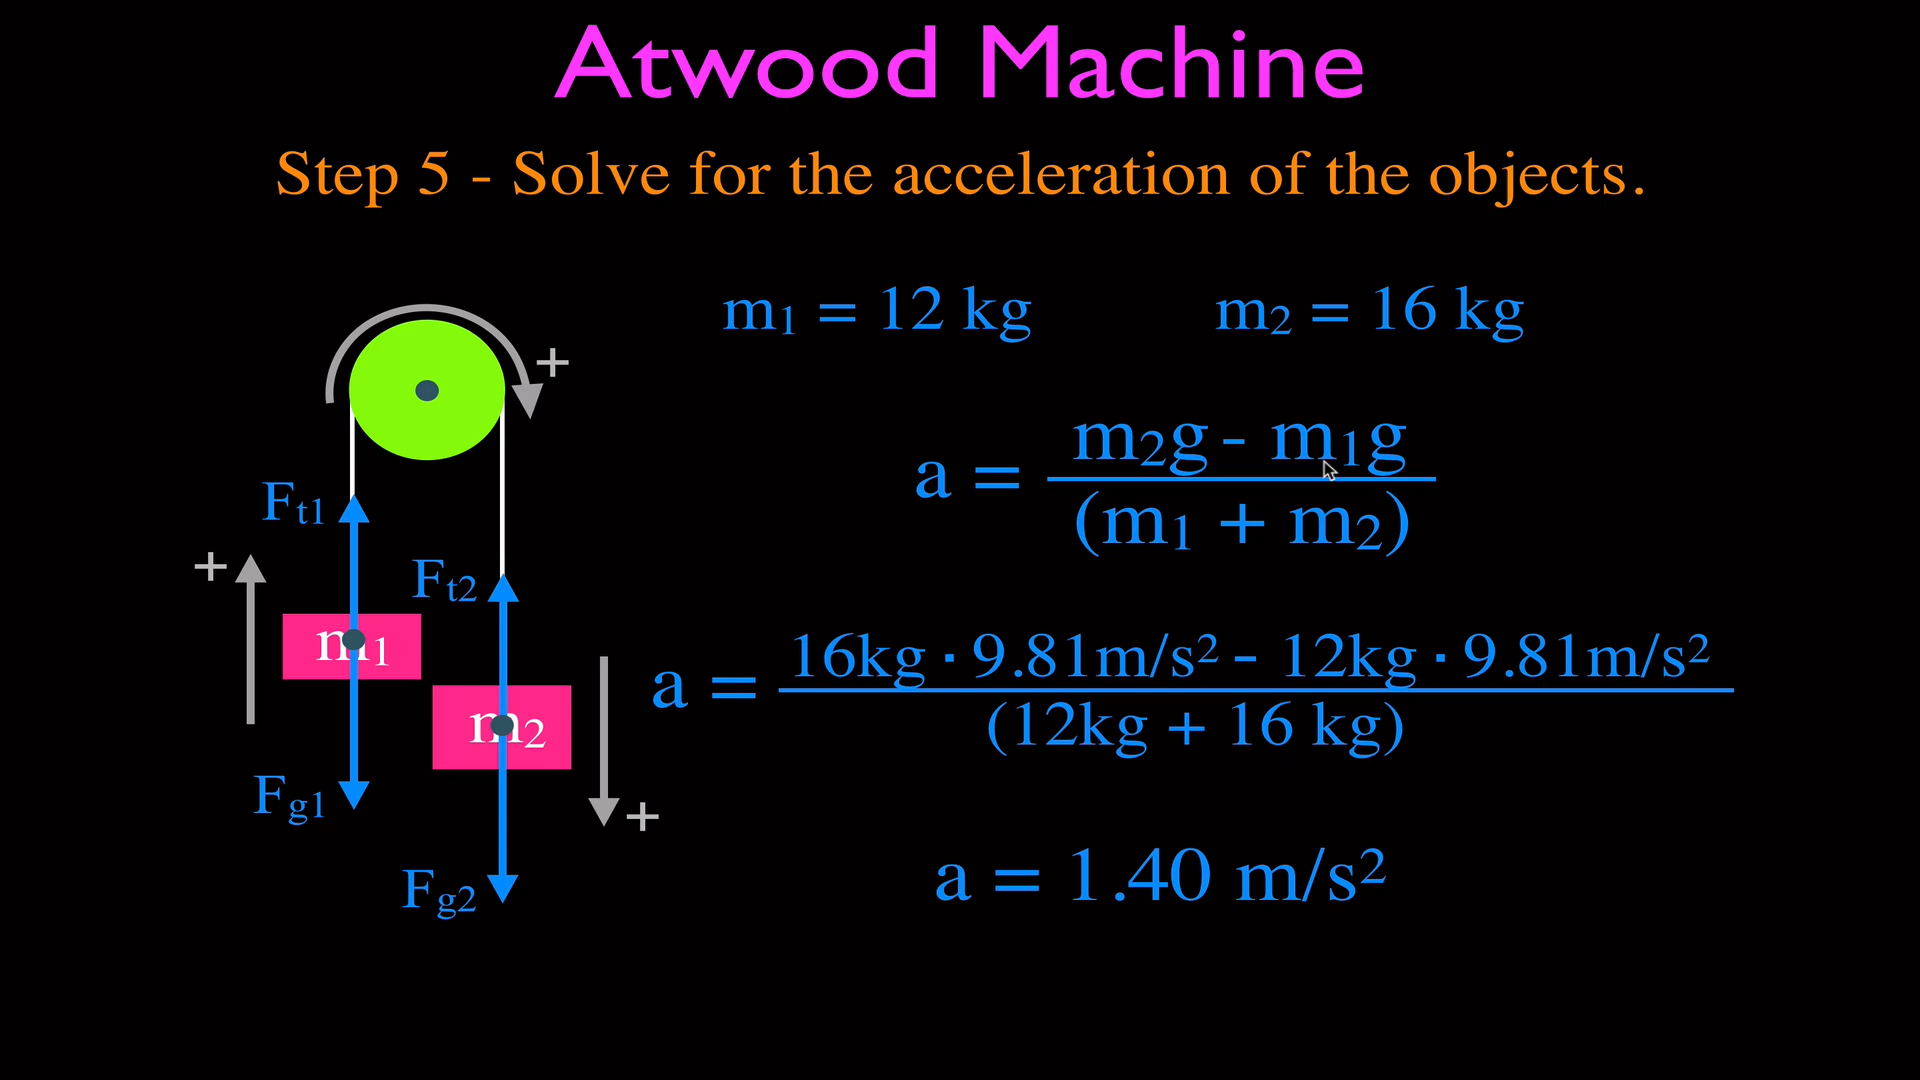 Atwood Machine
Step 5 - Solve for the acceleration of the objects.
m₁ = 12 kg m₂ = 16 kg
+
a = m₂g - m₁g
(m₁ + m₂)
Fₜ₁
+
Fₜ₂
m₁
a = 16kg · 9.81m/s² - 12kg · 9.81m/s²
(12kg + 16 kg)
m₂
F_g1
+
a = 1.40 m/s²
F_g2